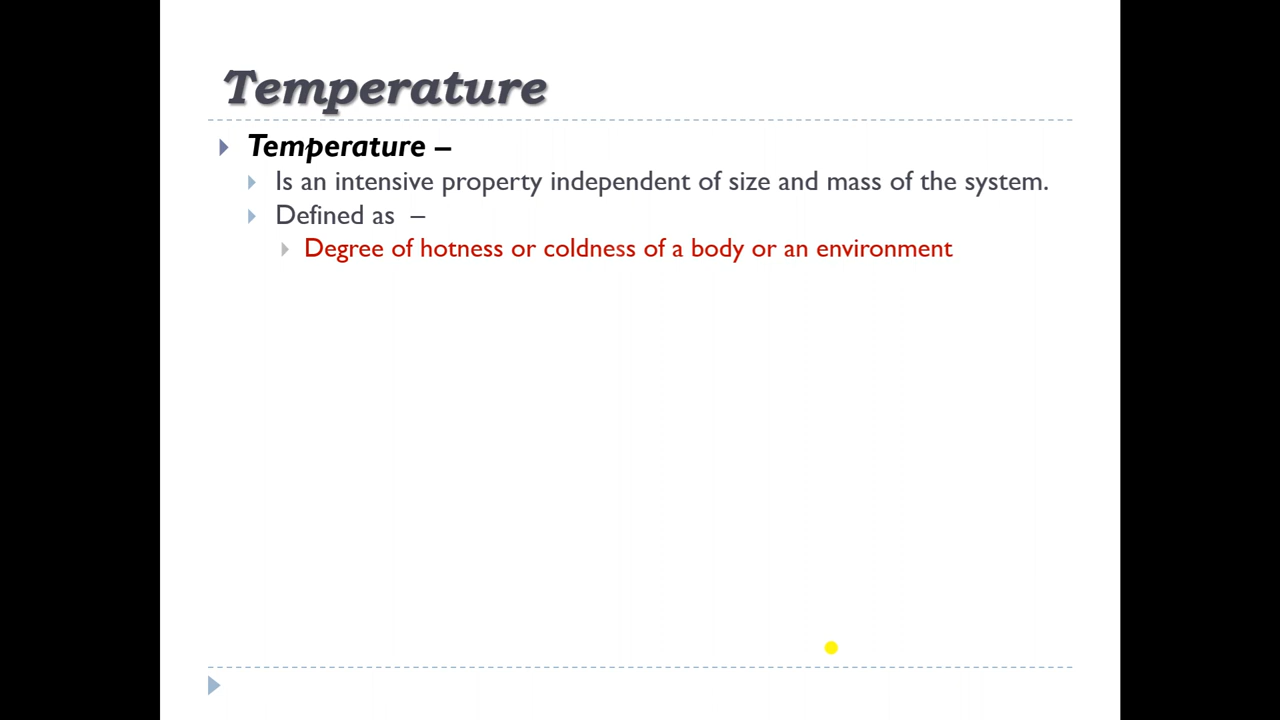 Temperature
Temperature –
Is an intensive property independent of size and mass of the system.
Defined as –
Degree of hotness or coldness of a body or an environment